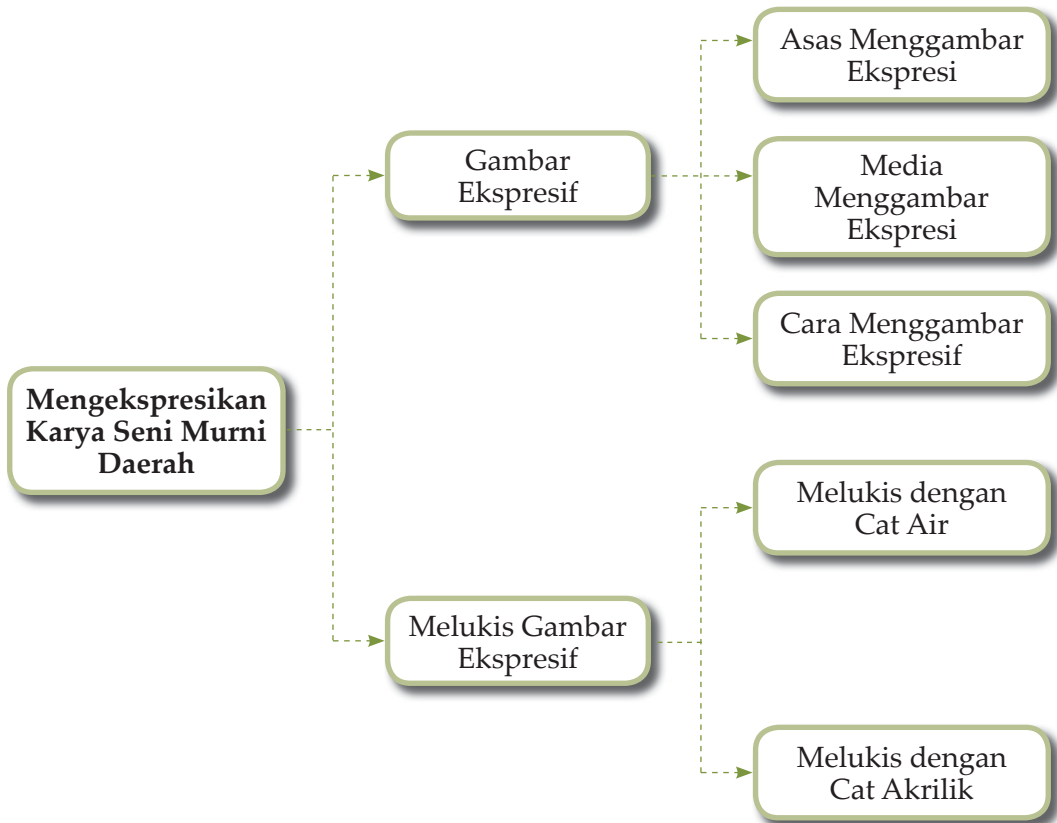 Asas Menggambar
Ekspresi
Gambar
Ekspresif
Media
Menggambar
Ekspresi
Cara Menggambar
Ekspresif
Mengekspresikan
Karya Seni Murni
Daerah
Melukis dengan
Cat Air
Melukis Gambar
Ekspresif
Melukis dengan
Cat Akrilik